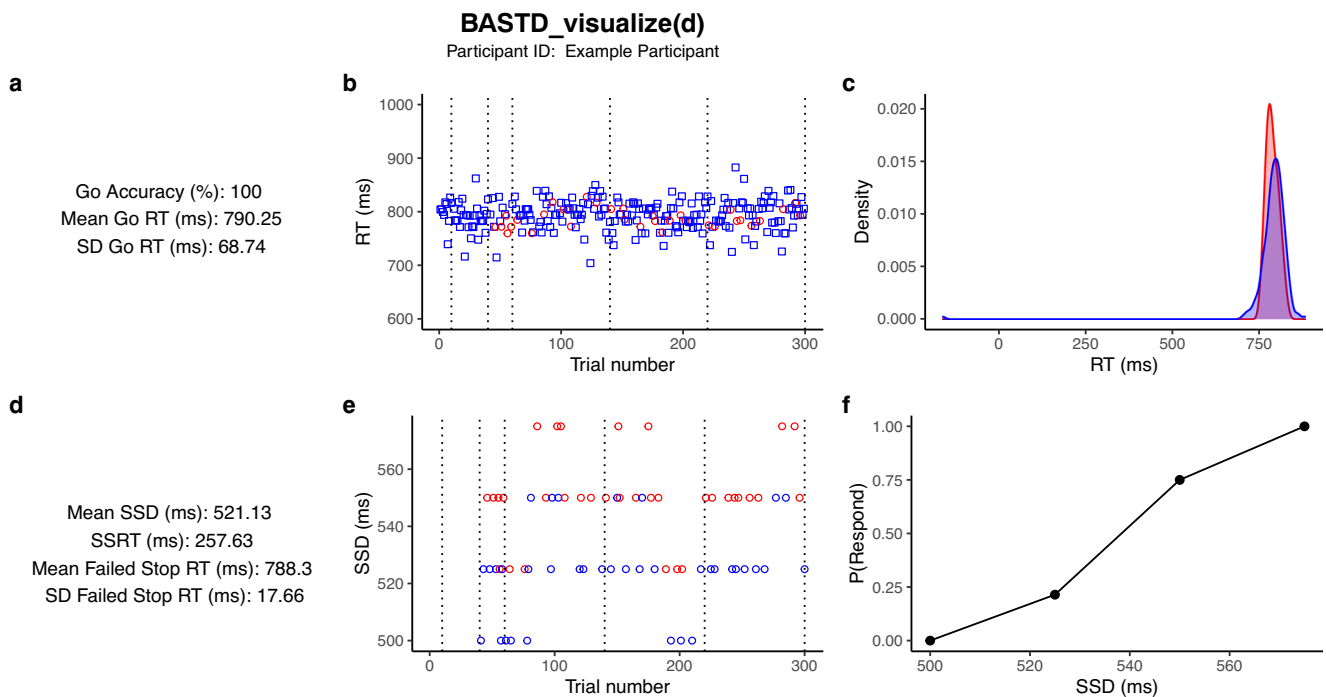 BASTD_visualize(d)
Participant ID: Example Participant
a
Go Accuracy (%): 100
Mean Go RT (ms): 790.25
SD Go RT (ms): 68.74
b
RT (ms)
1000
900
800
700
600
0 100 200 300
Trial number
c
Density
0.020
0.015
0.010
0.005
0.000
0 250 500 750
RT (ms)
d
Mean SSD (ms): 521.13
SSRT (ms): 257.63
Mean Failed Stop RT (ms): 788.3
SD Failed Stop RT (ms): 17.66
e
SSD (ms)
560
540
520
500
0 100 200 300
Trial number
f
P(Respond)
1.00
0.75
0.50
0.25
0.00
500 520 540 560
SSD (ms)